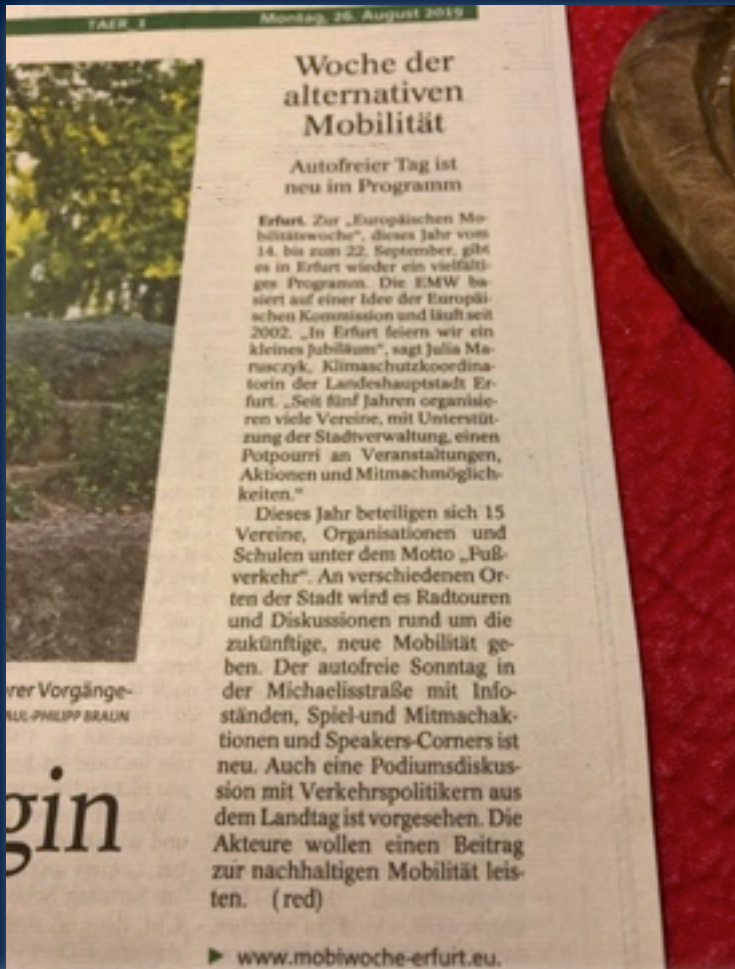 TAER_1
Montag, 26. August 2019
Woche der
alternativen
Mobilität
Autofreier Tag ist
neu im Programm
Erfurt. Zur „Europäischen Mo-
bilitätswoche“, dieses Jahr vom
14. bis zum 22. September, gibt
es in Erfurt wieder ein vielfälti-
ges Programm. Die EMW ba-
siert auf einer Idee der Europäi-
schen Kommission und läuft seit
2002. „In Erfurt feiern wir ein
kleines Jubiläum“, sagt Julia Ma-
rusczyk, Klimaschutzkoordina-
torin der Landeshauptstadt Er-
furt. „Seit fünf Jahren organisie-
ren viele Vereine, mit Unterstüt-
zung der Stadtverwaltung, einen
Potpourri an Veranstaltungen,
Aktionen und Mitmachmöglich-
keiten.“
Dieses Jahr beteiligen sich 15
Vereine, Organisationen und
Schulen unter dem Motto „Fuß-
verkehr“. An verschiedenen Or-
ten der Stadt wird es Radtouren
und Diskussionen rund um die
zukünftige, neue Mobilität ge-
ben. Der autofreie Sonntag in
der Michaelisstraße mit Info-
ständen, Spiel-und Mitmachak-
tionen und Speakers-Corners ist
neu. Auch eine Podiumsdiskus-
sion mit Verkehrspolitikern aus
dem Landtag ist vorgesehen. Die
Akteure wollen einen Beitrag
zur nachhaltigen Mobilität leis-
ten. (red)
www.mobiwoche-erfurt.eu.
rer Vorgänge-
AUL-PHILIPP BRAUN
gin